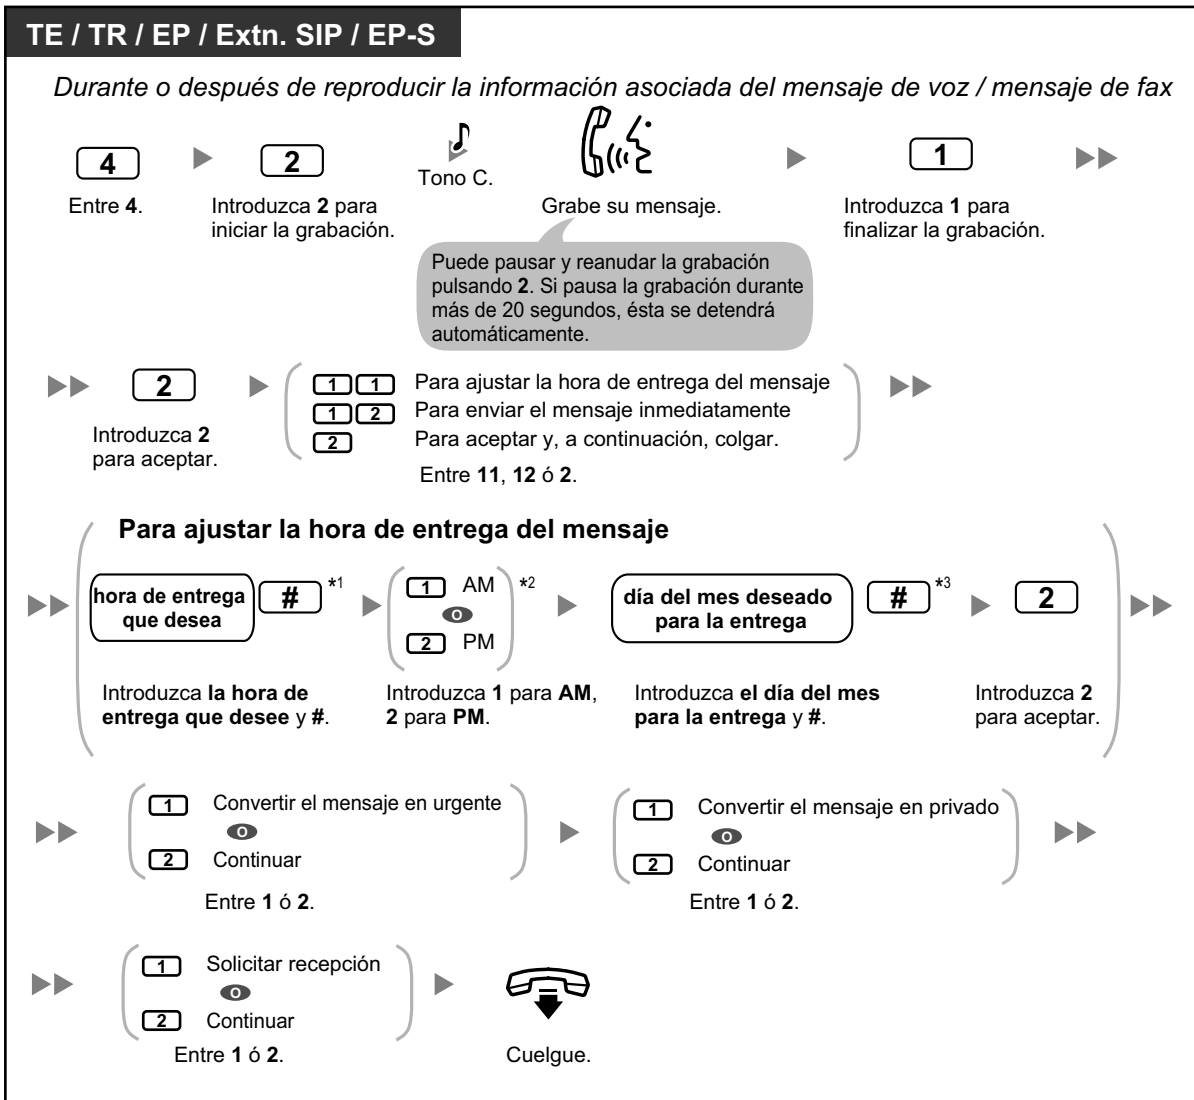 TE / TR / EP / Extn. SIP / EP-S
Durante o después de reproducir la información asociada del mensaje de voz / mensaje de fax
4
2
Tono C.
1
Entre 4.
Introduzca 2 para
iniciar la grabación.
Grabe su mensaje.
Introduzca 1 para
finalizar la grabación.
Puede pausar y reanudar la grabación
pulsando 2. Si pausa la grabación durante
más de 20 segundos, ésta se detendrá
automáticamente.
2
Introduzca 2
para aceptar.
1 1 Para ajustar la hora de entrega del mensaje
1 2 Para enviar el mensaje inmediatamente
2 Para aceptar y, a continuación, colgar.
Entre 11, 12 ó 2.
Para ajustar la hora de entrega del mensaje
hora de entrega
que desea
# *1
1 AM
O
2 PM
*2
día del mes deseado
para la entrega
# *3
2
Introduzca la hora de
entrega que desee y #.
Introduzca 1 para AM,
2 para PM.
Introduzca el día del mes
para la entrega y #.
Introduzca 2
para aceptar.
1 Convertir el mensaje en urgente
O
2 Continuar
Entre 1 ó 2.
1 Convertir el mensaje en privado
O
2 Continuar
Entre 1 ó 2.
1 Solicitar recepción
O
2 Continuar
Entre 1 ó 2.
Cuelgue.